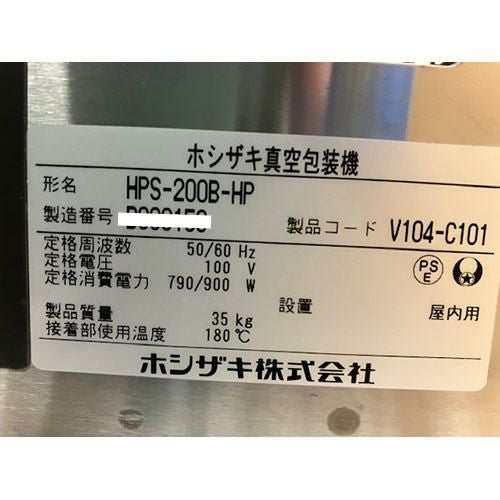 ホシザキ真空包装機
形名 HPS-200B-HP
製造番号 製品コード V104-C101
定格周波数 50/60 Hz
定格電圧 100 V
定格消費電力 790/900 W
PS
E
製品質量 35 kg 設置 屋内用
接着部使用温度 180℃
ホシザキ株式会社